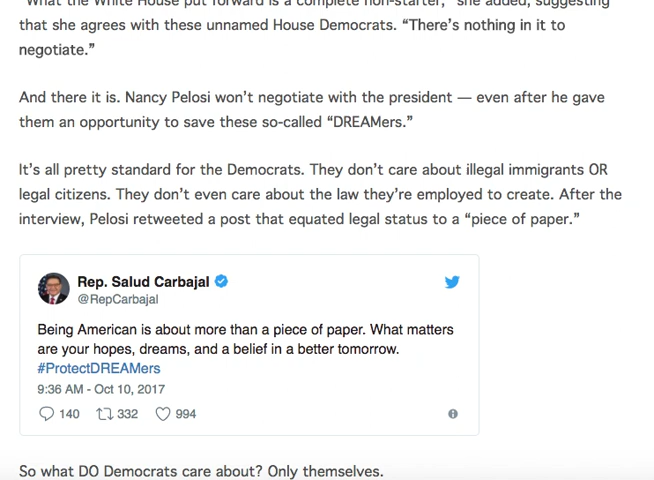 "What the White House put forward is a complete non-starter," she added, suggesting
that she agrees with these unnamed House Democrats. “There’s nothing in it to
negotiate.”
And there it is. Nancy Pelosi won’t negotiate with the president — even after he gave
them an opportunity to save these so-called “DREAMers.”
It’s all pretty standard for the Democrats. They don’t care about illegal immigrants OR
legal citizens. They don’t even care about the law they’re employed to create. After the
interview, Pelosi retweeted a post that equated legal status to a “piece of paper.”
Rep. Salud Carbajal
@RepCarbajal
Being American is about more than a piece of paper. What matters
are your hopes, dreams, and a belief in a better tomorrow.
#ProtectDREAMers
9:36 AM - Oct 10, 2017
140 332 994
So what DO Democrats care about? Only themselves.